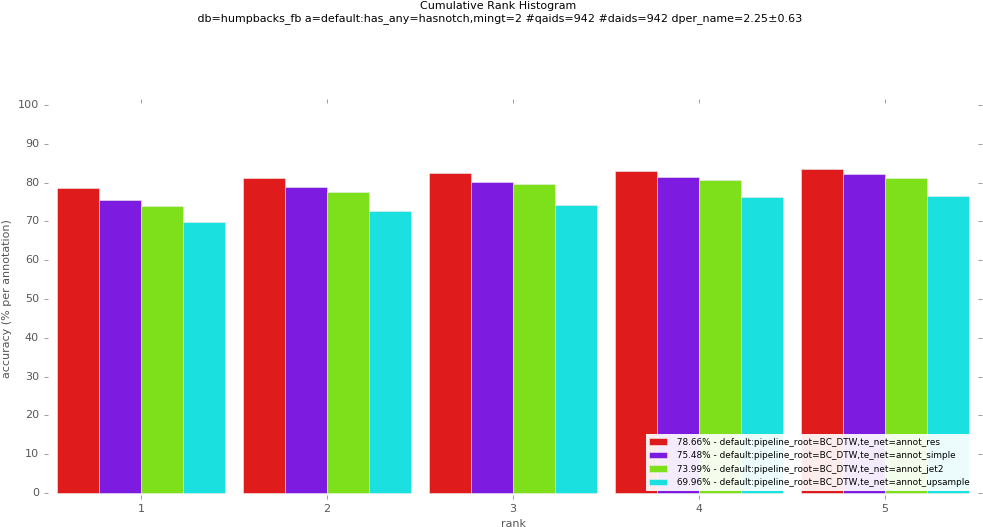 Cumulative Rank Histogram
db=humpbacks_fb a=default:has_any=hasnotch,mingt=2 #qaids=942 #daids=942 dper_name=2.25±0.63
100
90
80
70
60
50
40
30
20
10
0
accuracy (% per annotation)
1 2 3 4 5
rank
78.66% - default:pipeline_root=BC_DTW,te_net=annot_res
75.48% - default:pipeline_root=BC_DTW,te_net=annot_simple
73.99% - default:pipeline_root=BC_DTW,te_net=annot_jet2
69.96% - default:pipeline_root=BC_DTW,te_net=annot_upsample